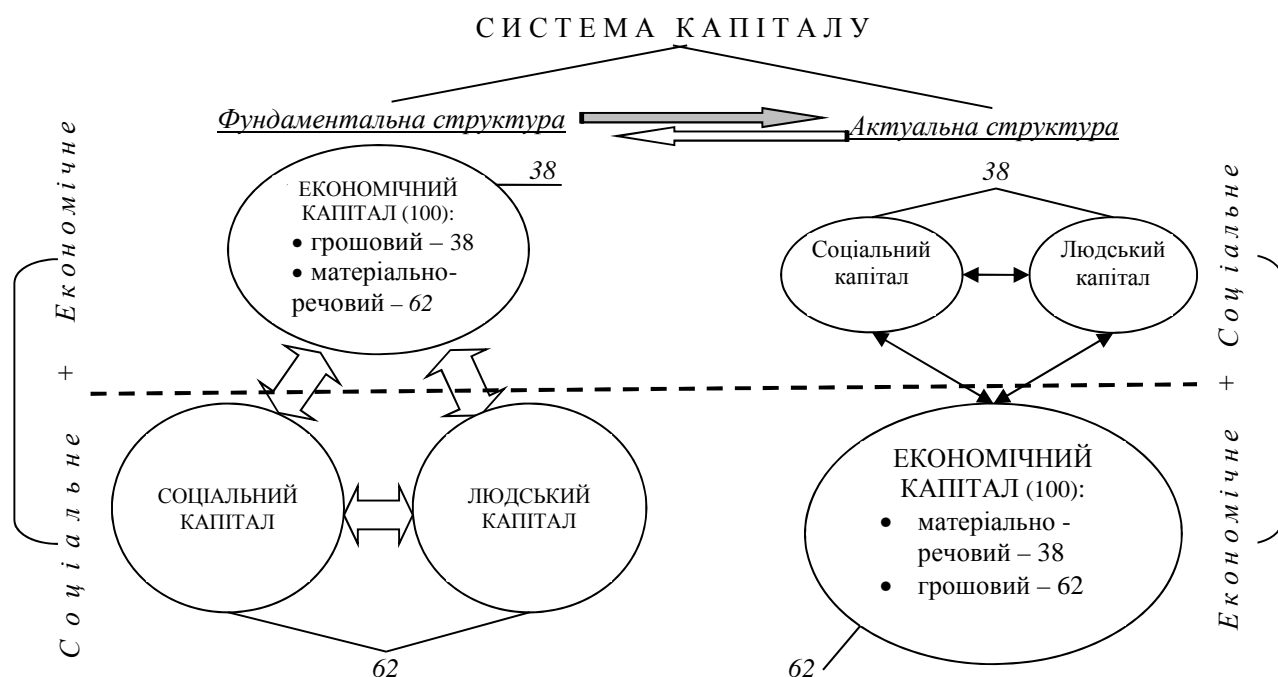 СИСТЕМА КАПІТАЛУ
Фундаментальна структура
Актуальна структура
Економічне
+
Соціальне
38
ЕКОНОМІЧНИЙ
КАПІТАЛ (100):
• грошовий – 38
• матеріально-
речовий – 62
СОЦІАЛЬНИЙ
КАПІТАЛ
ЛЮДСЬКИЙ
КАПІТАЛ
62
38
Соціальний
капітал
Людський
капітал
ЕКОНОМІЧНИЙ
КАПІТАЛ (100):
• матеріально -
речовий – 38
• грошовий – 62
62
Соціальне
+
Економічне